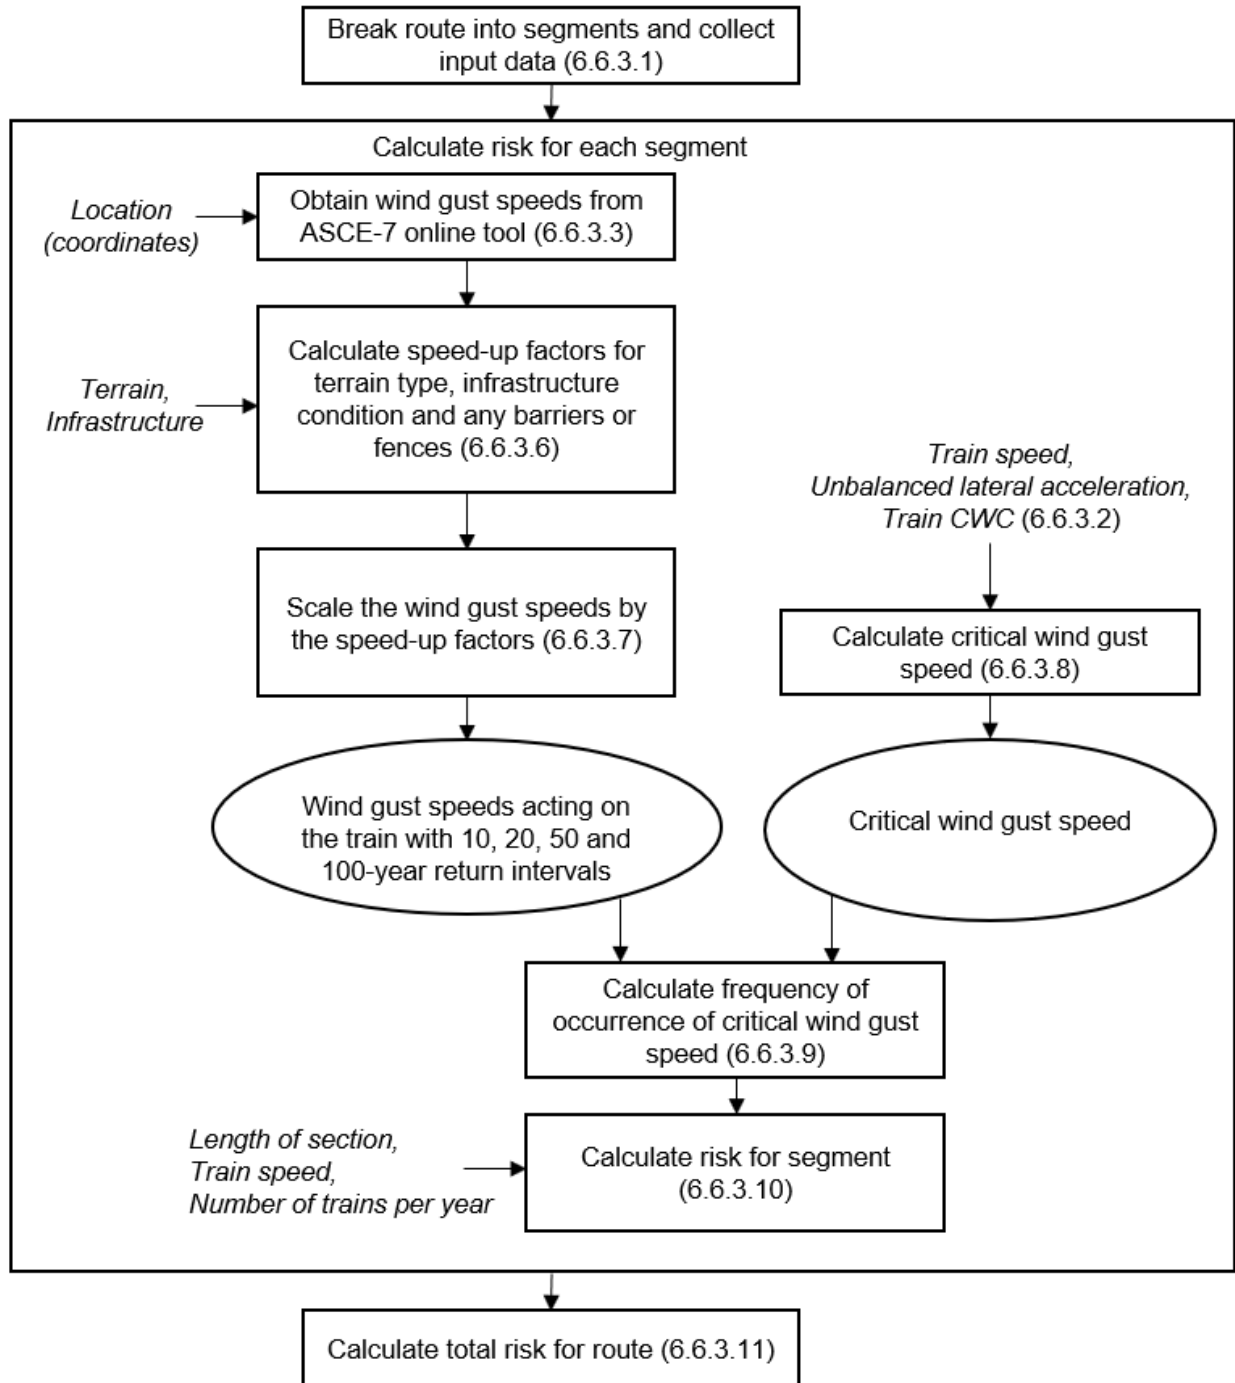 Break route into segments and collect
input data (6.6.3.1)
Calculate risk for each segment
Location
(coordinates)
Obtain wind gust speeds from
ASCE-7 online tool (6.6.3.3)
Terrain,
Infrastructure
Calculate speed-up factors for
terrain type, infrastructure
condition and any barriers or
fences (6.6.3.6)
Scale the wind gust speeds by
the speed-up factors (6.6.3.7)
Train speed,
Unbalanced lateral acceleration,
Train CWC (6.6.3.2)
Calculate critical wind gust
speed (6.6.3.8)
Wind gust speeds acting on
the train with 10, 20, 50 and
100-year return intervals
Critical wind gust speed
Calculate frequency of
occurrence of critical wind gust
speed (6.6.3.9)
Length of section,
Train speed,
Number of trains per year
Calculate risk for segment
(6.6.3.10)
Calculate total risk for route (6.6.3.11)